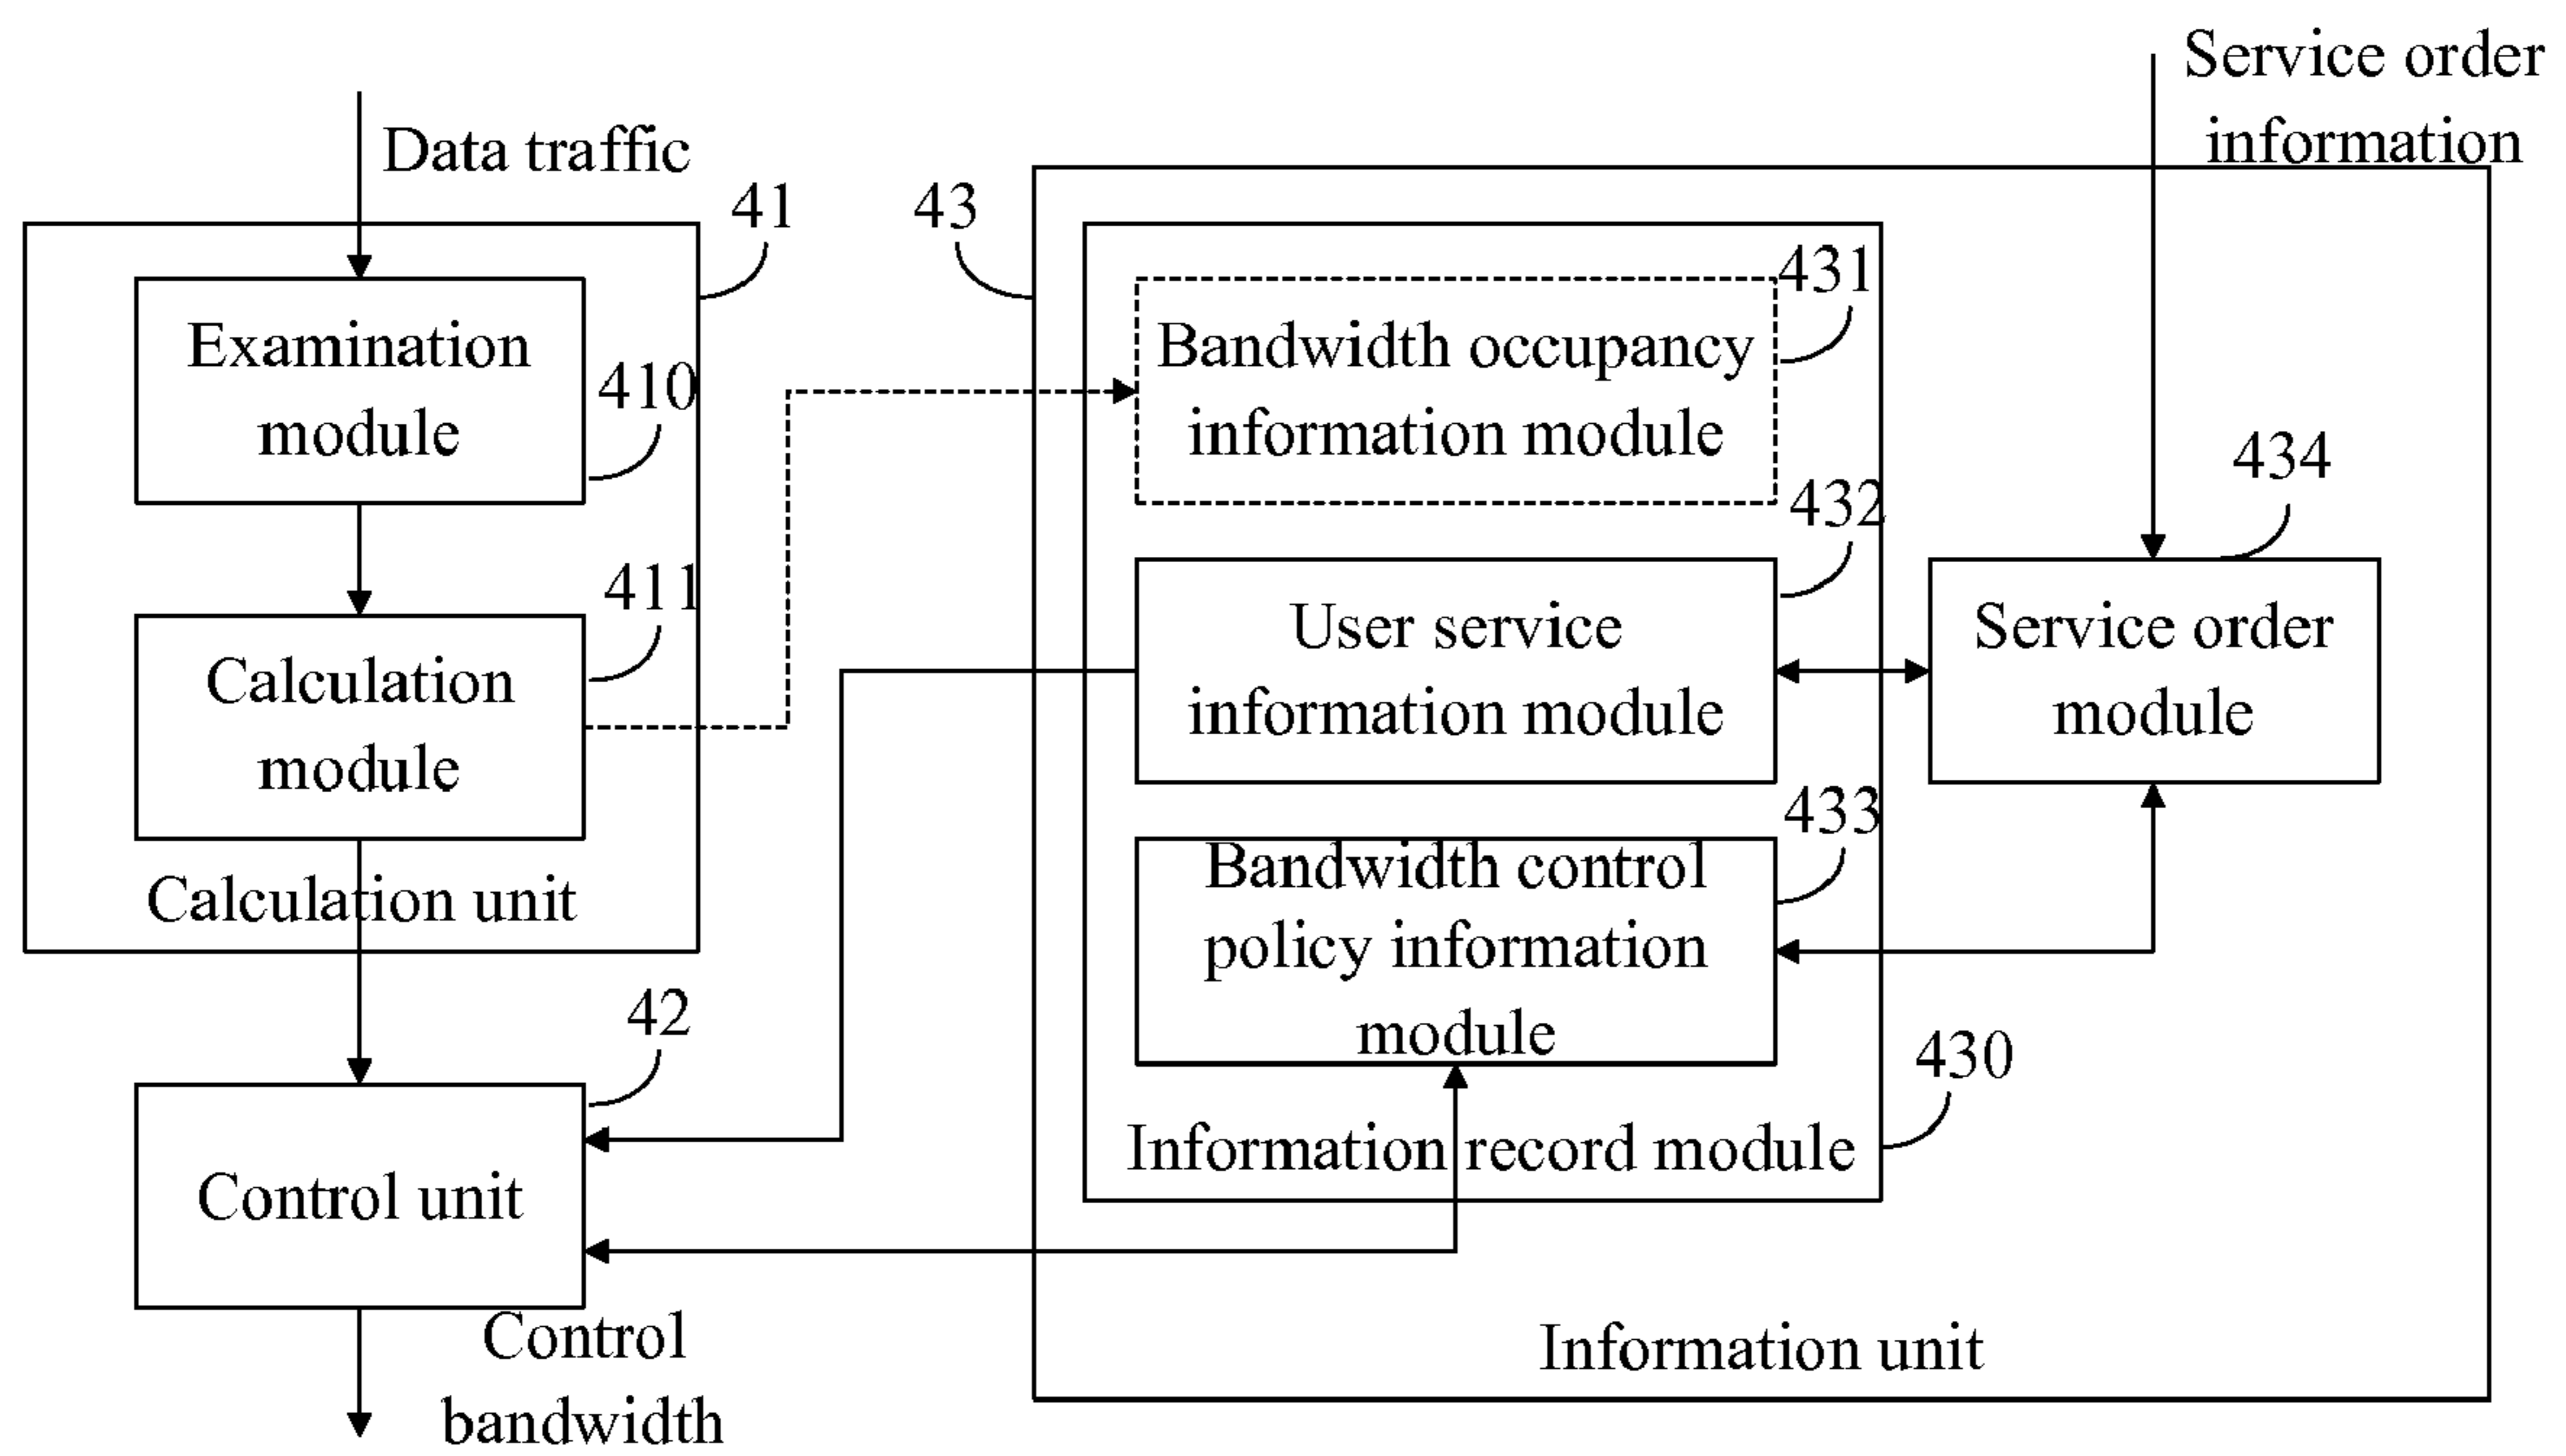 Data traffic
Service order
information
41
43
Examination
module
410
431
Bandwidth occupancy
information module
434
411
432
Calculation
module
User service
information module
Service order
module
Calculation unit
433
Bandwidth control
policy information
module
42
430
Control unit
Information record module
Control
bandwidth
Information unit